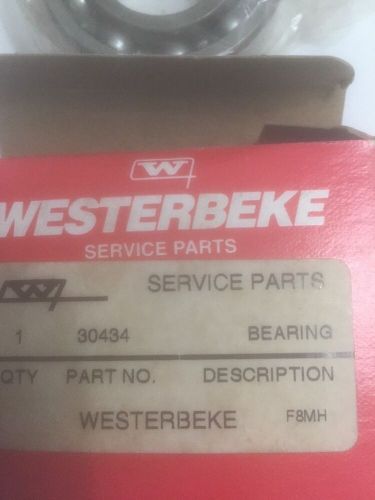 W
WESTERBEKE
SERVICE PARTS
W SERVICE PARTS
1 30434 BEARING
QTY PART NO. DESCRIPTION
WESTERBEKE F8MH